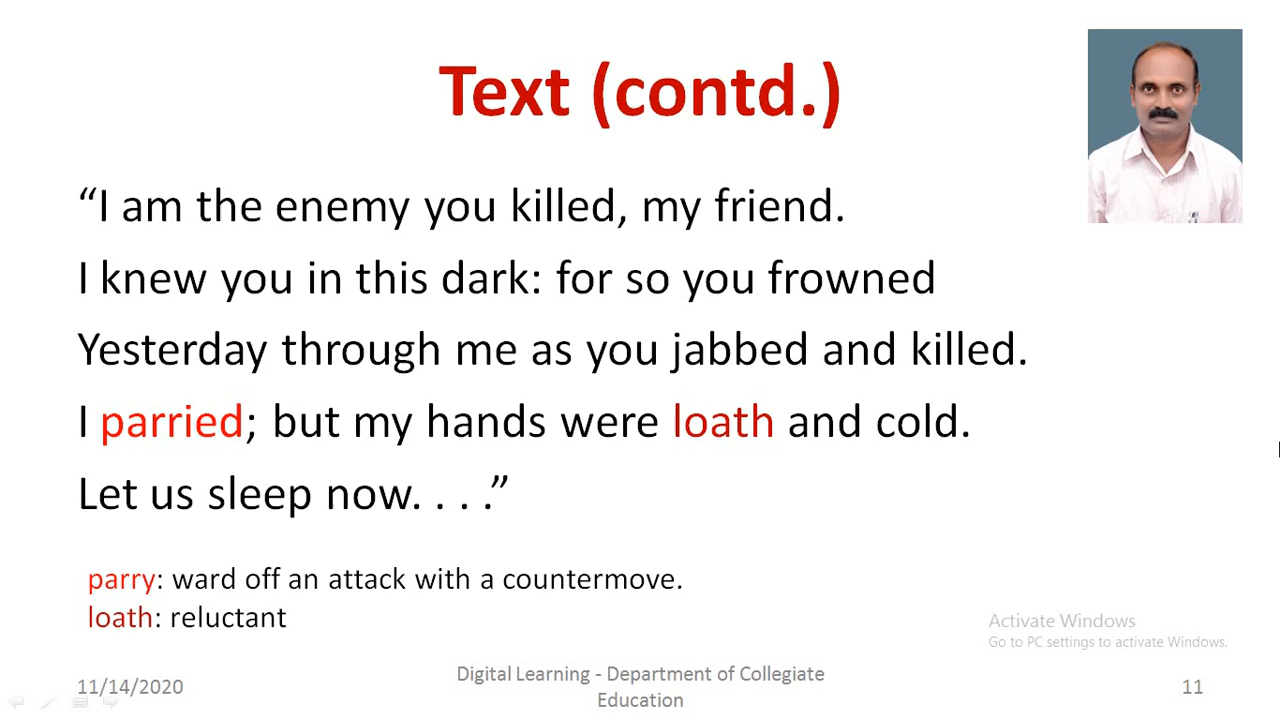 Text (contd.)
“I am the enemy you killed, my friend.
I knew you in this dark: for so you frowned
Yesterday through me as you jabbed and killed.
I parried; but my hands were loath and cold.
Let us sleep now. . . .”
parry: ward off an attack with a countermove.
loath: reluctant
Activate Windows
Go to PC settings to activate Windows.
11/14/2020
Digital Learning - Department of Collegiate
Education
11